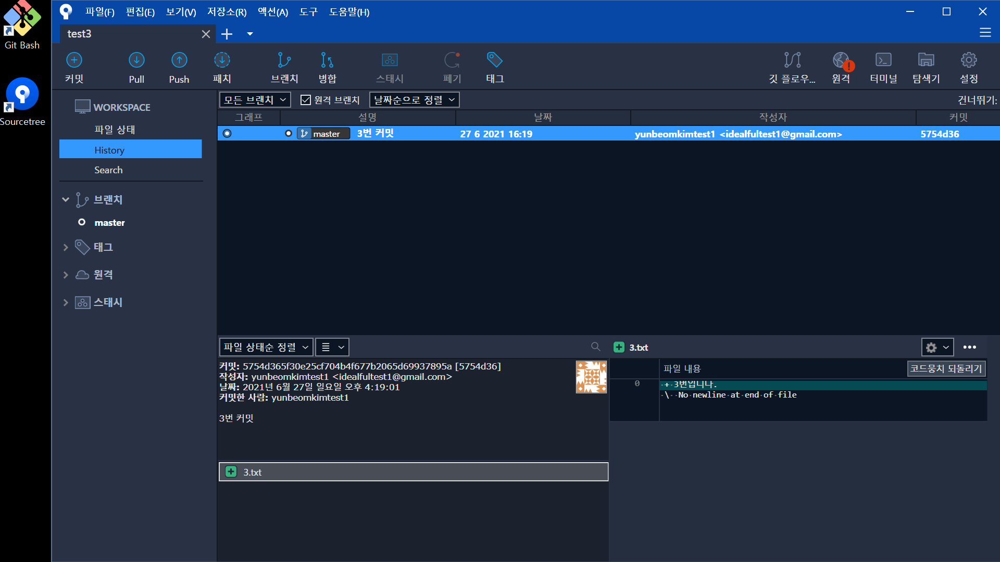 Git Bash
Sourcetree
파일(F) 편집(E) 보기(V) 저장소(R) 액션(A) 도구 도움말(H)
test3
커밋 Pull Push 패치 브랜치 병합 스태시 폐기 태그 깃 플로우... 원격 터미널 탐색기 설정
WORKSPACE
파일 상태
History
Search
브랜치
master
태그
원격
스태시
모든 브랜치 원격 브랜치 날짜순으로 정렬 건너뛰기:
그래프 설명 날짜 작성자 커밋
master 3번 커밋 27 6 2021 16:19 yunbeomkimtest1 <idealfultest1@gmail.com> 5754d36
파일 상태순 정렬
커밋: 5754d365f30e25cf704b4f677b2065d69937895a [5754d36]
작성자: yunbeomkimtest1 <idealfultest1@gmail.com>
날짜: 2021년 6월 27일 일요일 오후 4:19:01
커밋한 사람: yunbeomkimtest1
3번 커밋
3.txt
3.txt
파일 내용 코드뭉치 되돌리기
0 + 3번입니다.
\ No newline at end of file